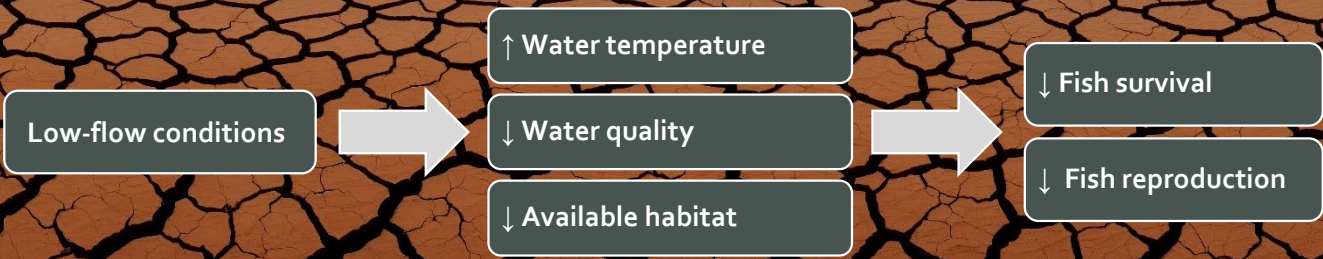 Low-flow conditions
↑ Water temperature
↓ Water quality
↓ Available habitat
↓ Fish survival
↓ Fish reproduction